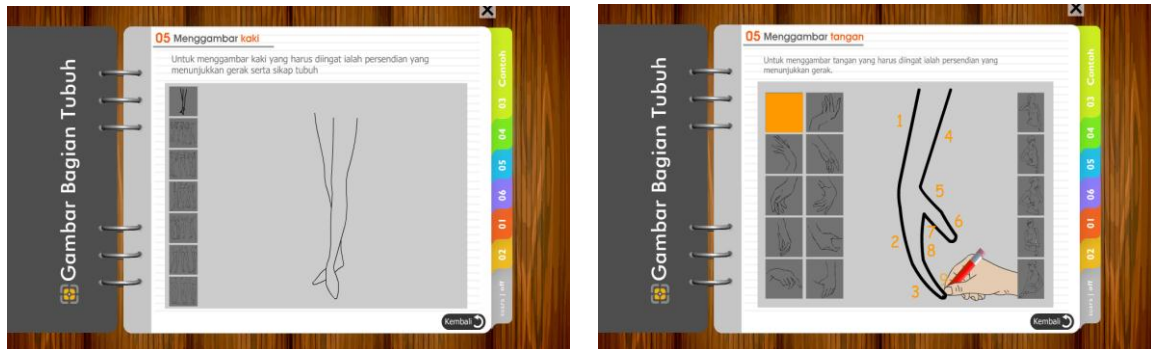 X
Gambar Bagian Tubuh
05 Menggambar kaki
Untuk menggambar kaki yang harus diingat ialah persendian yang
menunjukkan gerak serta sikap tubuh
03 Contoh
04
05
06
01
02
Kembali
X
Gambar Bagian Tubuh
05 Menggambar tangan
Untuk menggambar tangan yang harus diingat ialah persendian yang
menunjukkan gerak.
1
4
5
6
7
2
8
9
3
03 Contoh
04
05
06
01
02
Kembali